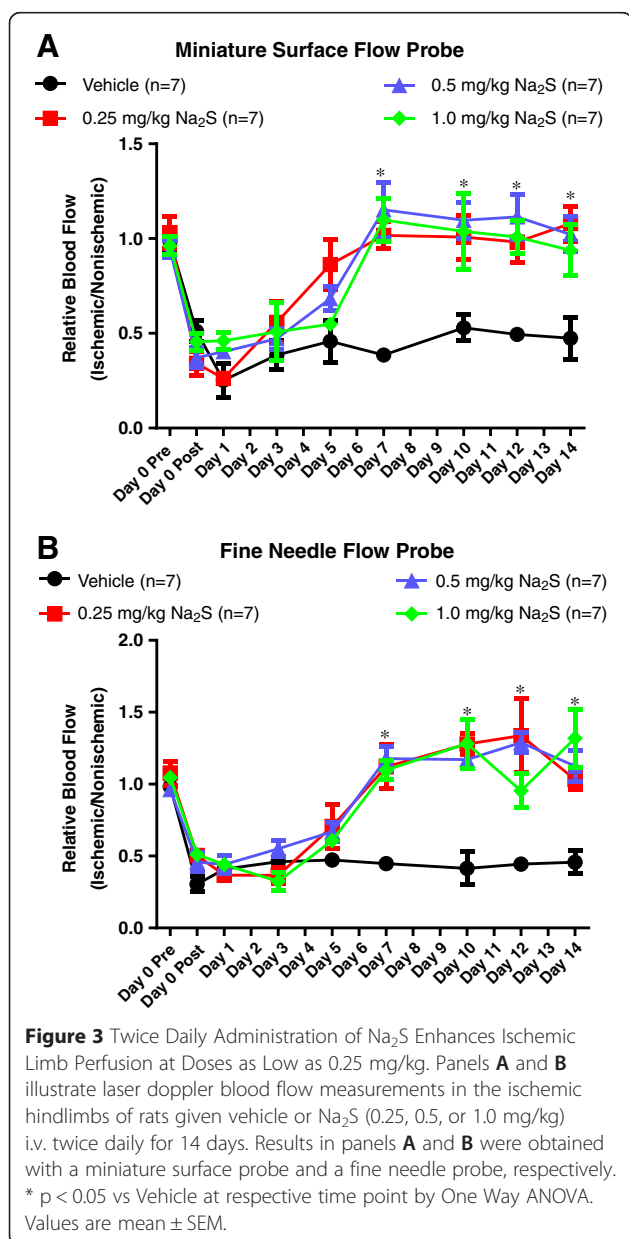 A
Miniature Surface Flow Probe
Vehicle (n=7)
0.5 mg/kg Na₂S (n=7)
0.25 mg/kg Na₂S (n=7)
1.0 mg/kg Na₂S (n=7)
Relative Blood Flow
(Ischemic/Nonischemic)
1.5
1.0
0.5
0.0
* * * *
Day 0 Pre
Day 0 Post
Day 1
Day 2
Day 3
Day 4
Day 5
Day 6
Day 7
Day 8
Day 9
Day 10
Day 11
Day 12
Day 13
Day 14
B
Fine Needle Flow Probe
Vehicle (n=7)
0.5 mg/kg Na₂S (n=7)
0.25 mg/kg Na₂S (n=7)
1.0 mg/kg Na₂S (n=7)
Relative Blood Flow
(Ischemic/Nonischemic)
2.0
1.5
1.0
0.5
0.0
* * * *
Day 0 Pre
Day 0 Post
Day 1
Day 2
Day 3
Day 4
Day 5
Day 6
Day 7
Day 8
Day 9
Day 10
Day 11
Day 12
Day 13
Day 14
Figure 3 Twice Daily Administration of Na₂S Enhances Ischemic
Limb Perfusion at Doses as Low as 0.25 mg/kg. Panels A and B
illustrate laser doppler blood flow measurements in the ischemic
hindlimbs of rats given vehicle or Na₂S (0.25, 0.5, or 1.0 mg/kg)
i.v. twice daily for 14 days. Results in panels A and B were obtained
with a miniature surface probe and a fine needle probe, respectively.
* p < 0.05 vs Vehicle at respective time point by One Way ANOVA.
Values are mean ± SEM.